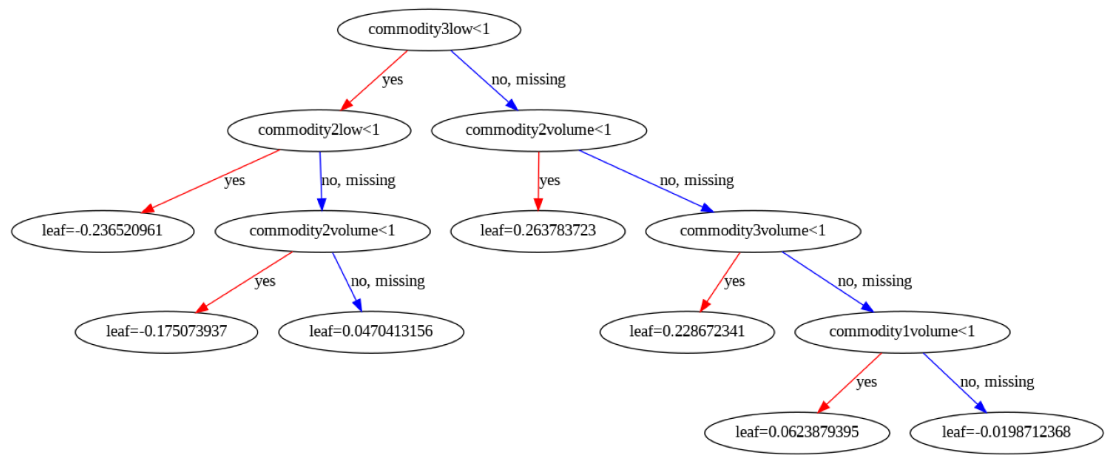 commodity3low<1
yes
no, missing
commodity2low<1
commodity2volume<1
yes
no, missing
yes
no, missing
leaf=-0.236520961
commodity2volume<1
leaf=0.263783723
commodity3volume<1
yes
no, missing
yes
no, missing
leaf=-0.175073937
leaf=0.0470413156
leaf=0.228672341
commodity1volume<1
yes
no, missing
leaf=0.0623879395
leaf=-0.0198712368